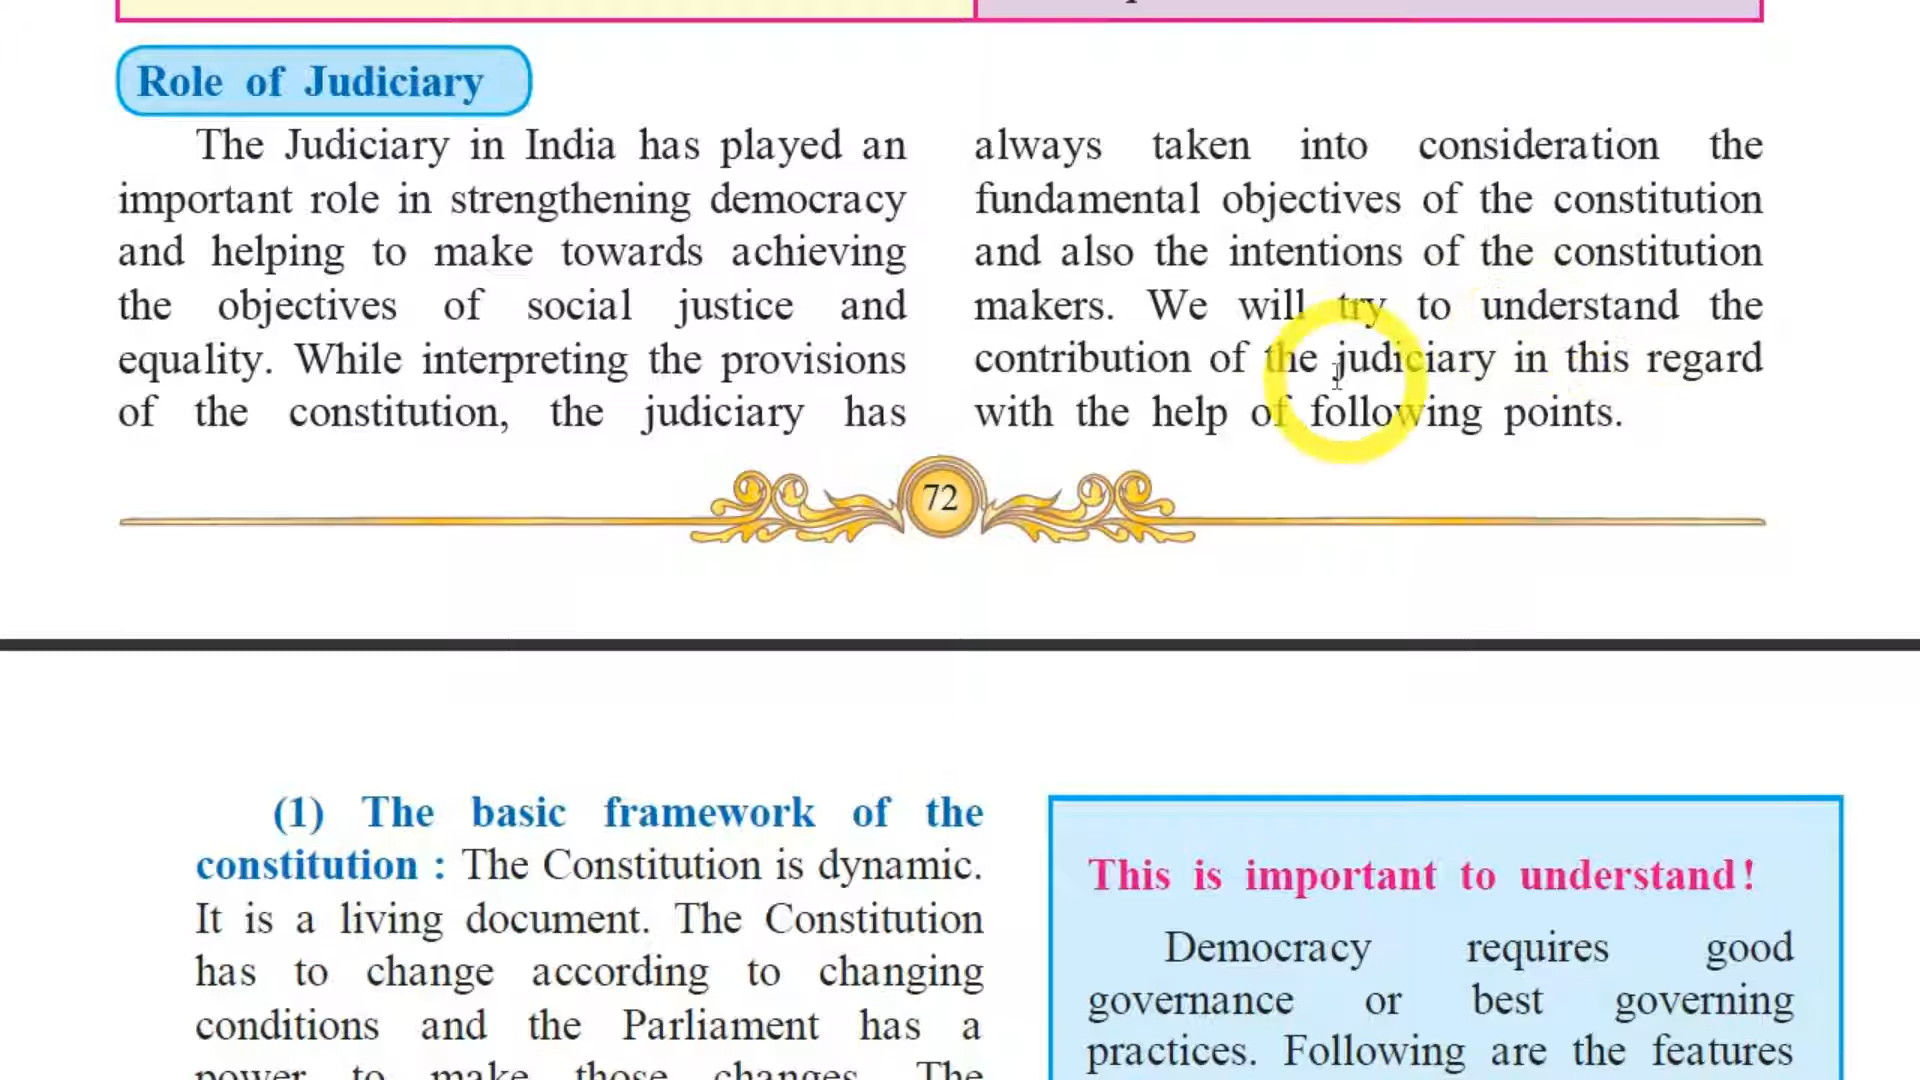 Role of Judiciary
The Judiciary in India has played an
important role in strengthening democracy
and helping to make towards achieving
the objectives of social justice and
equality. While interpreting the provisions
of the constitution, the judiciary has
always taken into consideration the
fundamental objectives of the constitution
and also the intentions of the constitution
makers. We will try to understand the
contribution of the judiciary in this regard
with the help of following points.
72
(1) The basic framework of the
constitution : The Constitution is dynamic.
It is a living document. The Constitution
has to change according to changing
conditions and the Parliament has a
power to make those changes. The
This is important to understand!
Democracy requires good
governance or best governing
practices. Following are the features